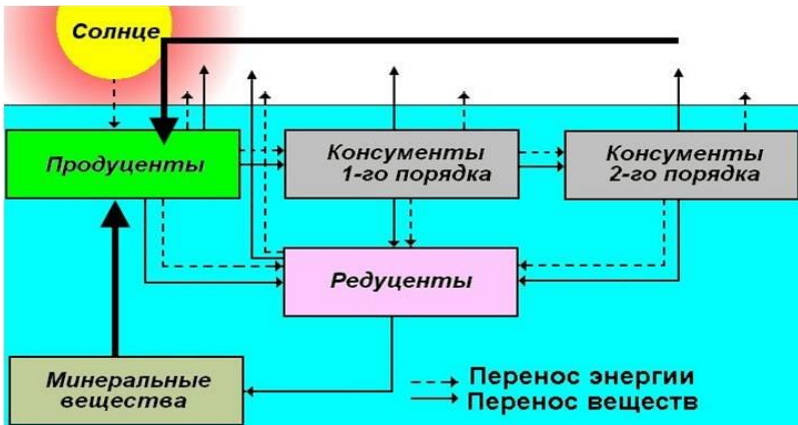 Солнце
Продуценты
Консументы
1-го порядка
Консументы
2-го порядка
Редуценты
Минеральные
вещества
Перенос энергии
Перенос веществ